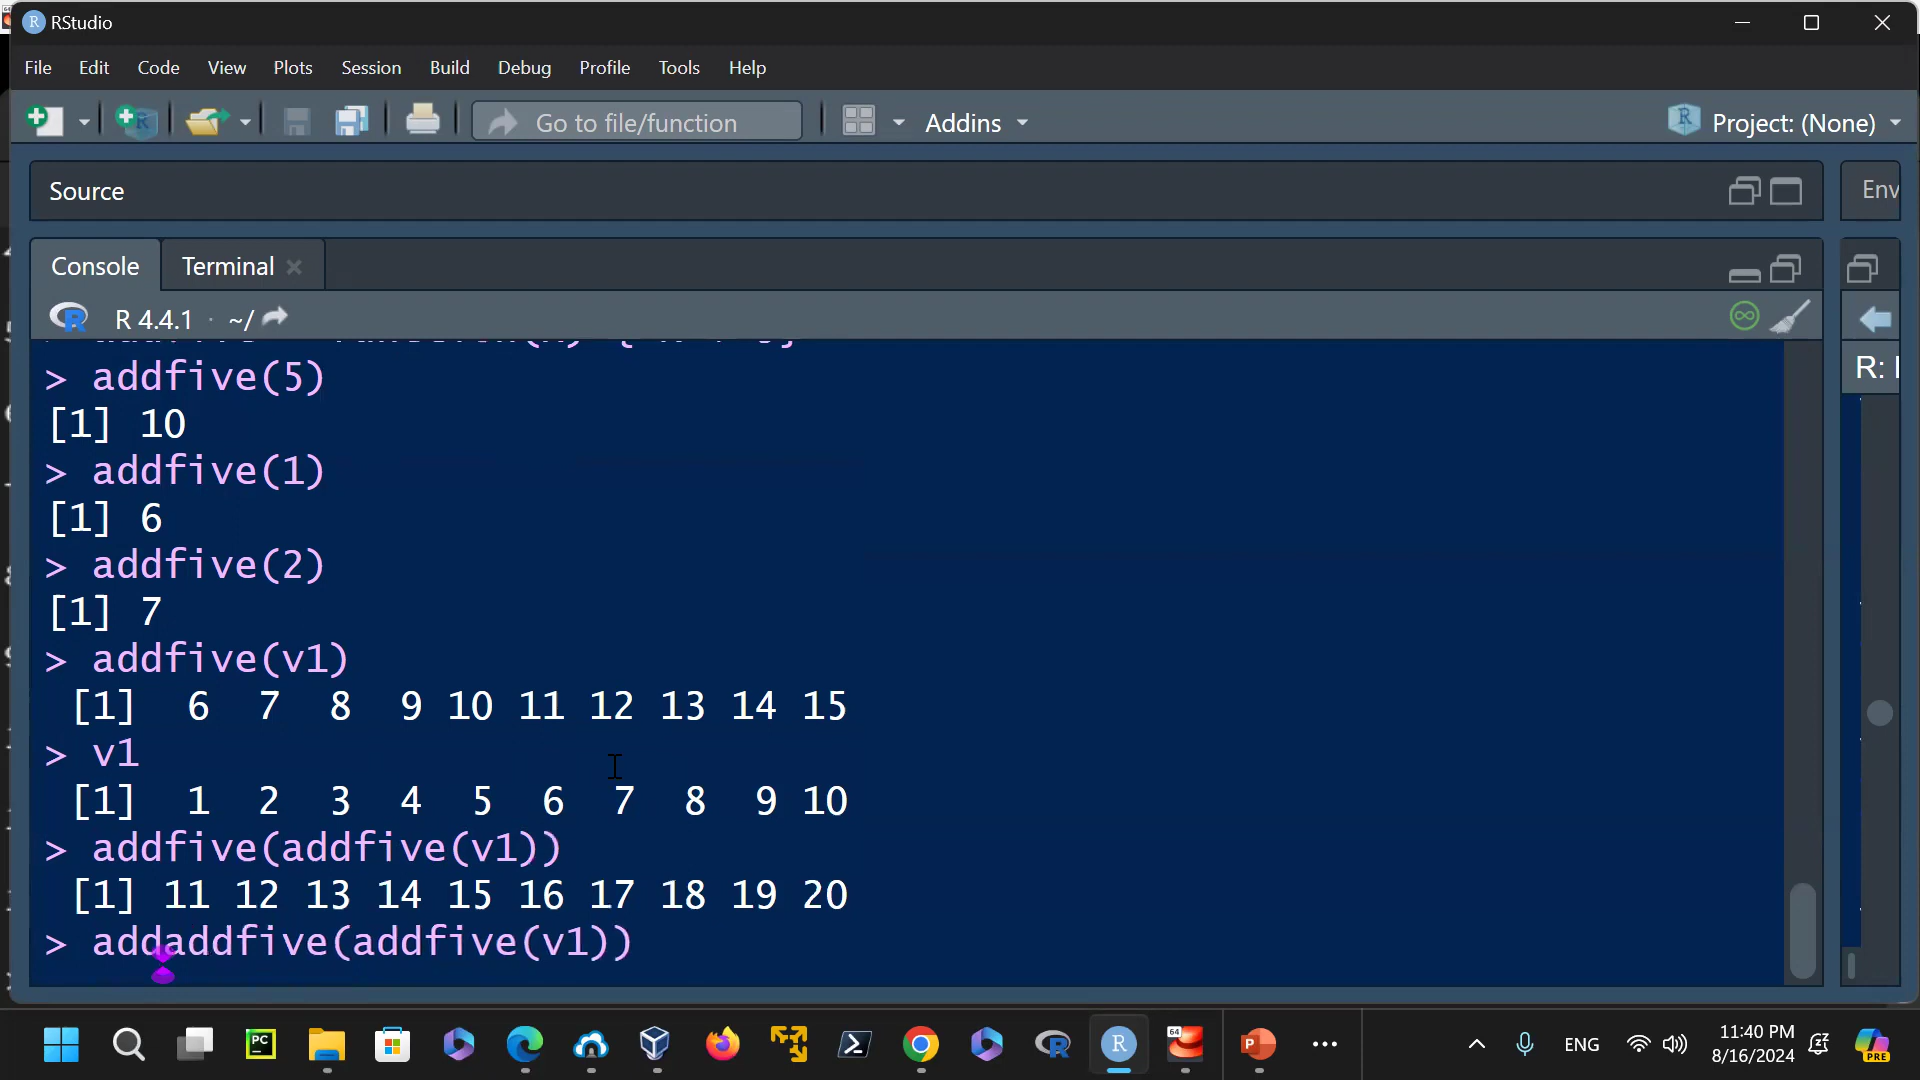 RStudio
File Edit Code View Plots Session Build Debug Profile Tools Help
Go to file/function Addins Project: (None)
Source Env
Console Terminal
R 4.4.1 · ~/
R:
> addfive(5)
[1] 10
> addfive(1)
[1] 6
> addfive(2)
[1] 7
> addfive(v1)
[1] 6 7 8 9 10 11 12 13 14 15
> v1
[1] 1 2 3 4 5 6 7 8 9 10
> addfive(addfive(v1))
[1] 11 12 13 14 15 16 17 18 19 20
> addaddfive(addfive(v1))
PC
64
ENG
11:40 PM
8/16/2024
PRE